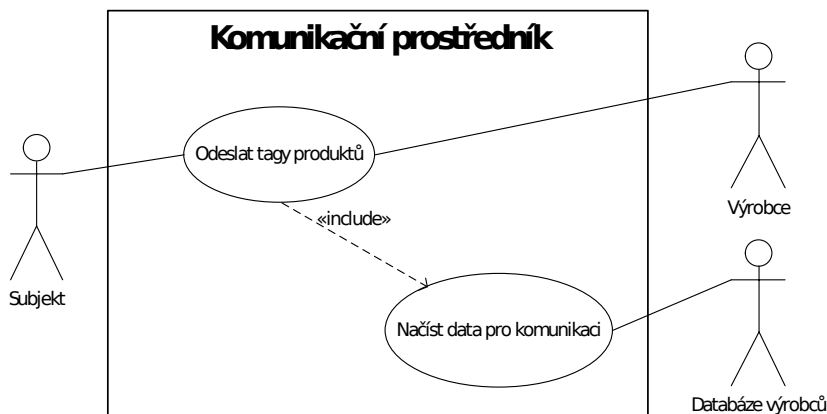 Komunikační prostředník
Odeslat tagy produktů
«include»
Výrobce
Subjekt
Načíst data pro komunikaci
Databáze výrobců